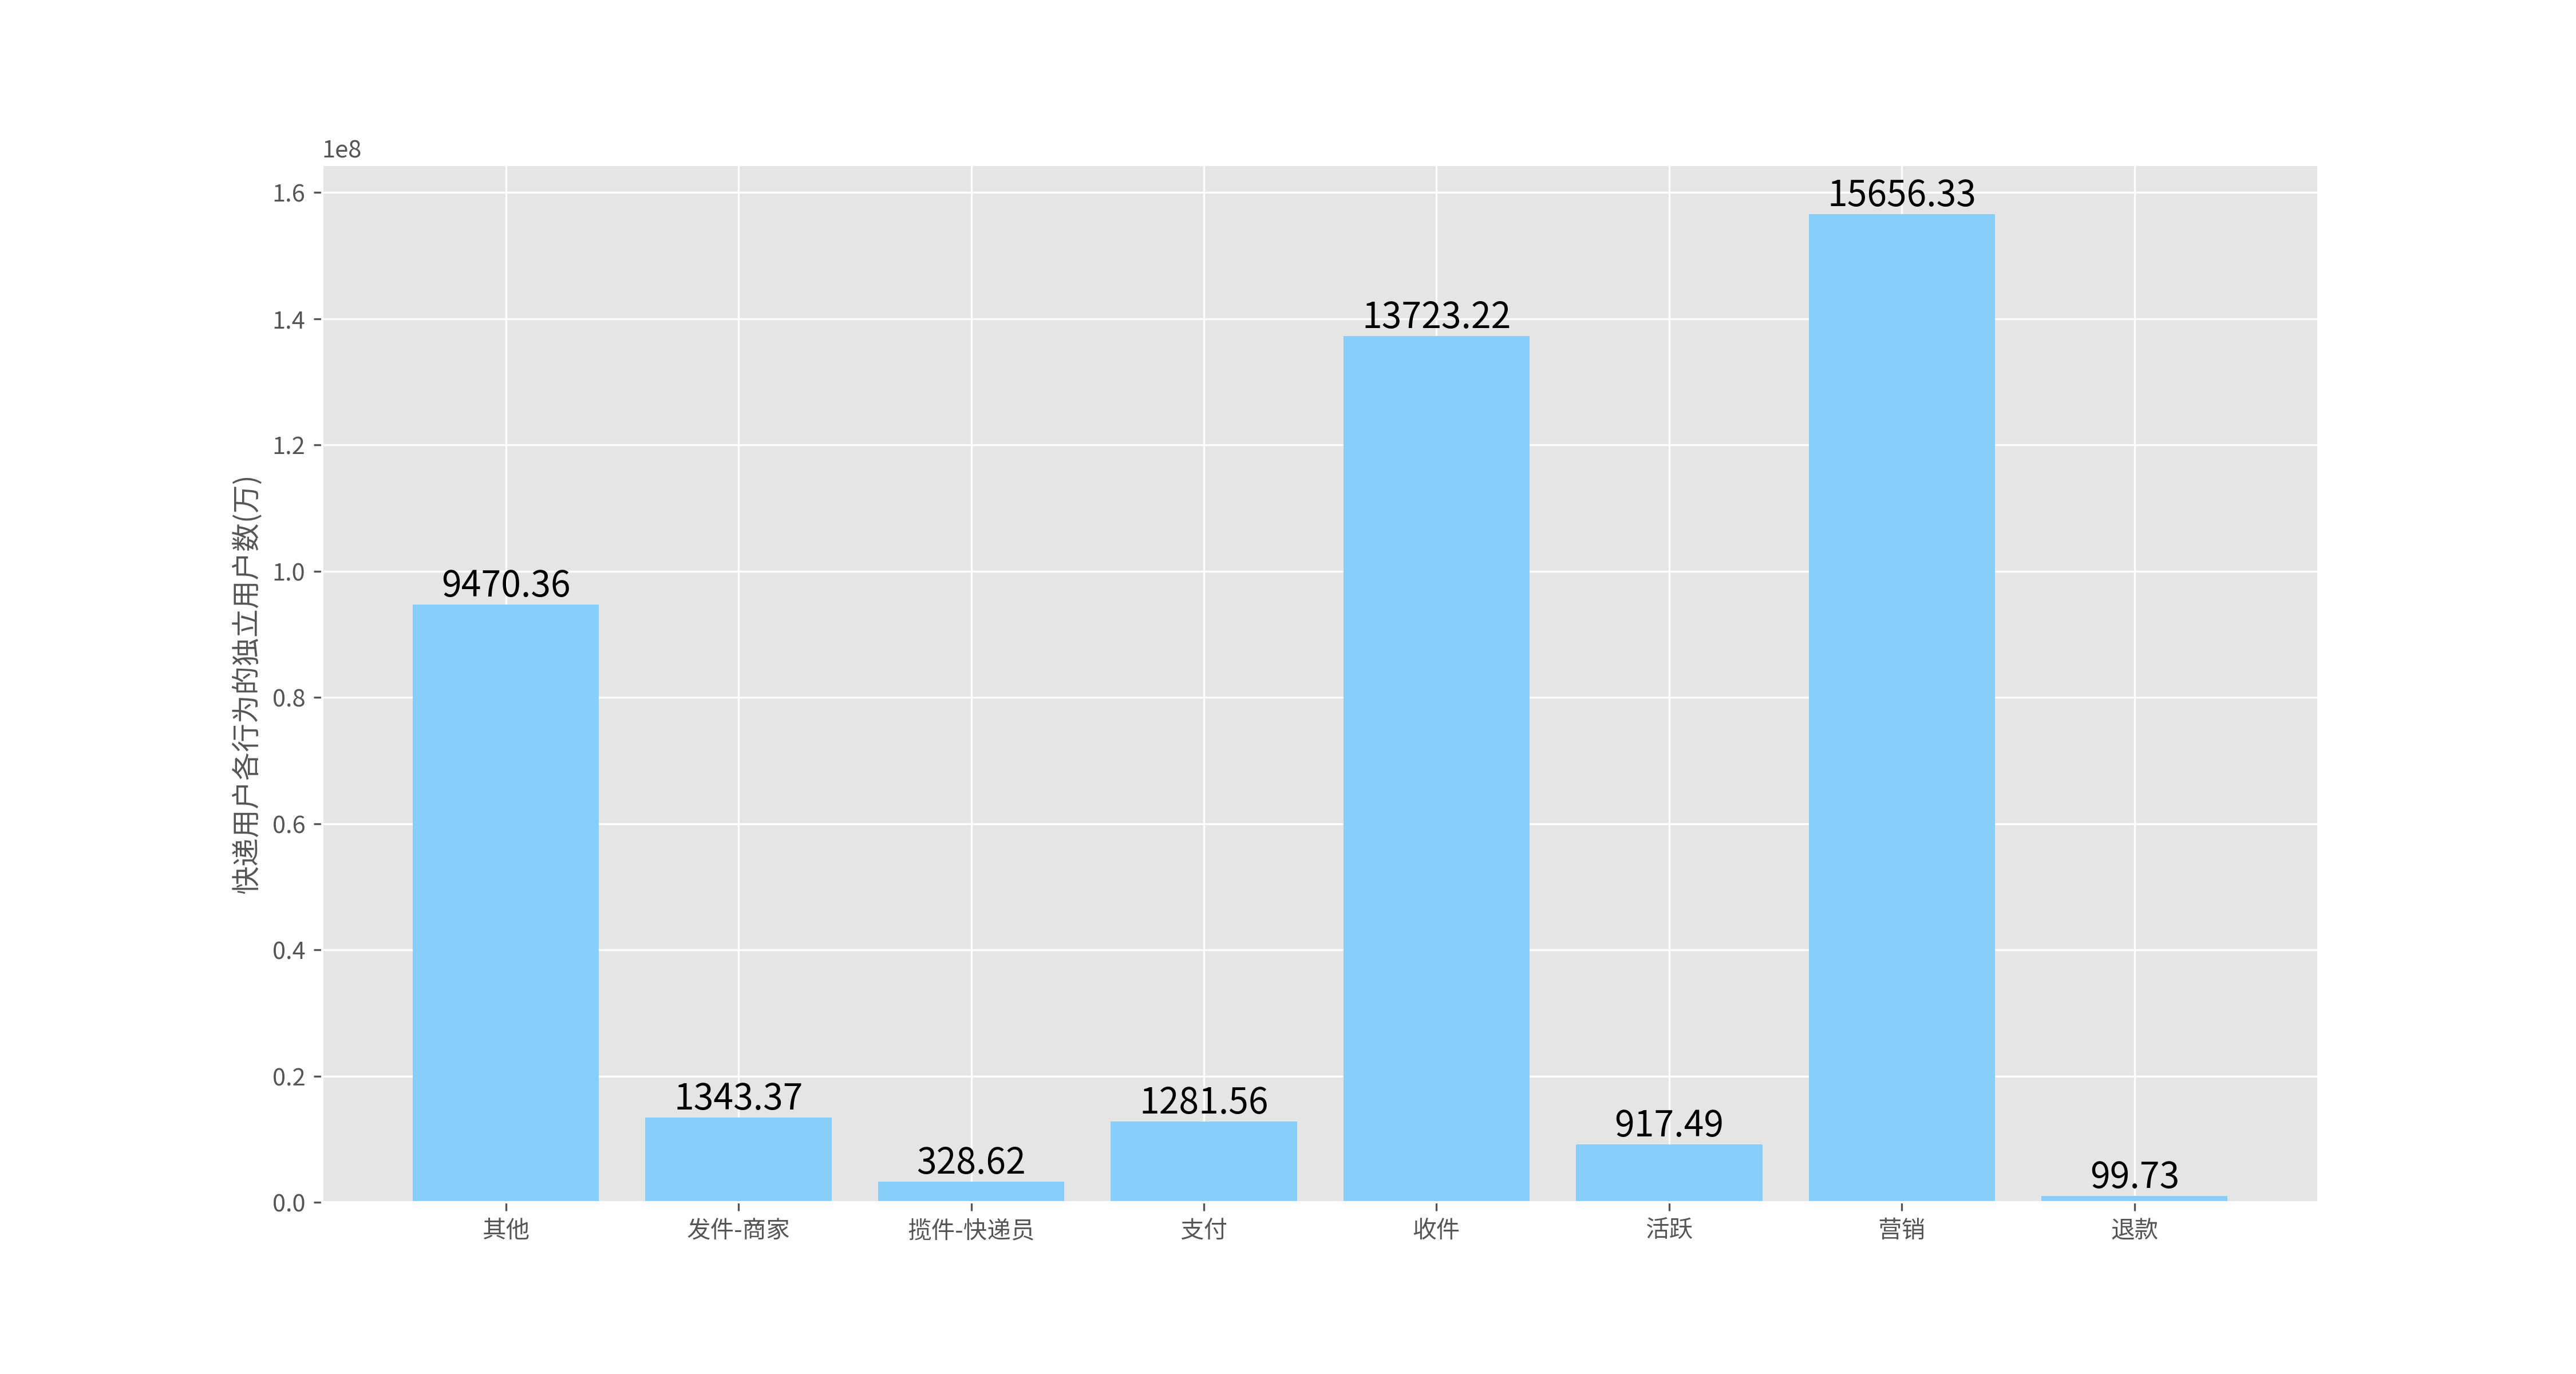 1e8
1.6
1.4
1.2
1.0
0.8
0.6
0.4
0.2
0.0
快递用户各行为的独立用户数(万)
9470.36
1343.37
328.62
1281.56
13723.22
917.49
15656.33
99.73
其他
发件-商家
揽件-快递员
支付
收件
活跃
营销
退款